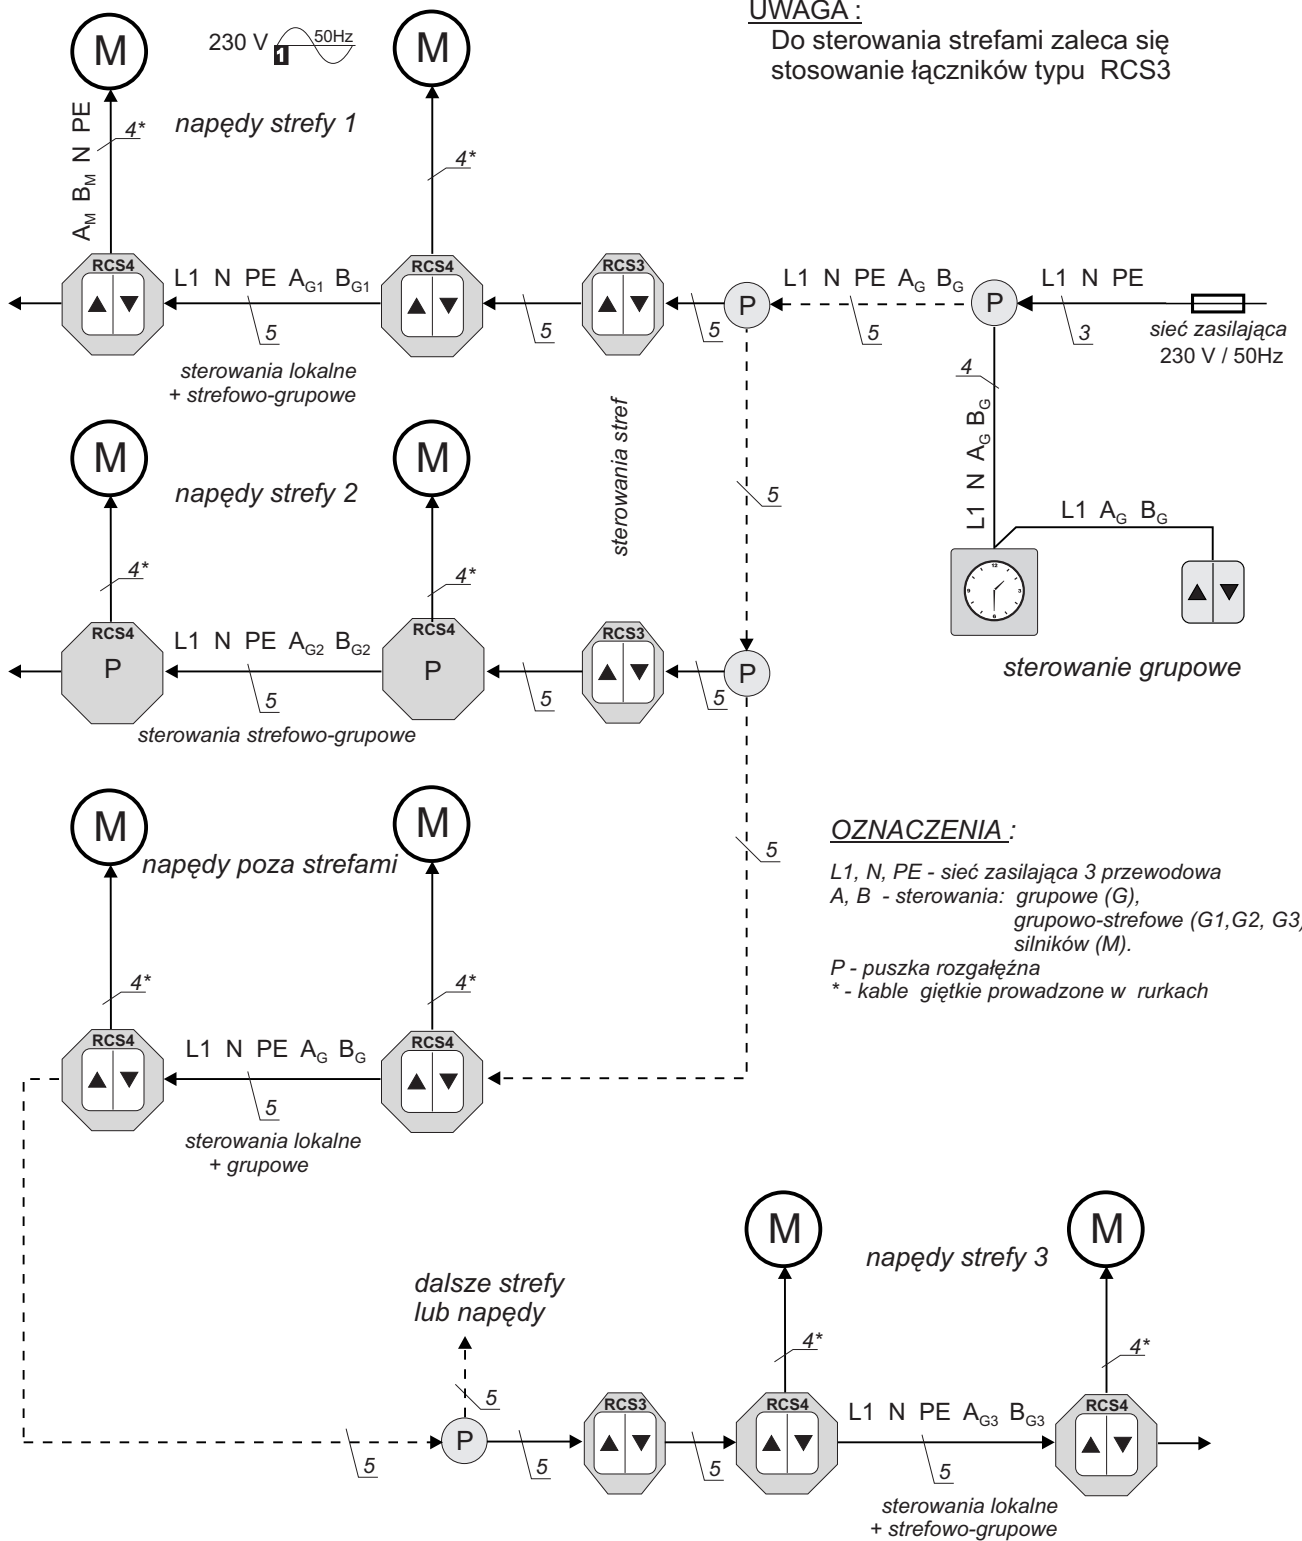 UWAGA :
Do sterowania strefami zaleca się
stosowanie łączników typu RCS3
M
230 V 1 50Hz
M
napędy strefy 1
4*
4*
A_M B_M N PE
RCS4
L1 N PE A_G1 B_G1
5
RCS4
5
RCS3
5
P
L1 N PE A_G B_G
5
P
L1 N PE
3
sieć zasilająca
230 V / 50Hz
sterowania lokalne
+ strefowo-grupowe
sterowania stref
4
L1 N A_G B_G
L1 A_G B_G
12
3
6
9
sterowanie grupowe
M
M
napędy strefy 2
5
4*
4*
RCS4
P
L1 N PE A_G2 B_G2
5
RCS4
P
5
RCS3
5
P
sterowania strefowo-grupowe
M
M
napędy poza strefami
5
4*
4*
RCS4
L1 N PE A_G B_G
5
RCS4
sterowania lokalne
+ grupowe
OZNACZENIA :
L1, N, PE - sieć zasilająca 3 przewodowa
A, B - sterowania: grupowe (G),
grupowo-strefowe (G1,G2, G3)
silników (M).
P - puszka rozgałęźna
* - kable giętkie prowadzone w rurkach
M
M
napędy strefy 3
dalsze strefy
lub napędy
4*
4*
5
5
P
5
RCS3
5
RCS4
L1 N PE A_G3 B_G3
5
RCS4
sterowania lokalne
+ strefowo-grupowe